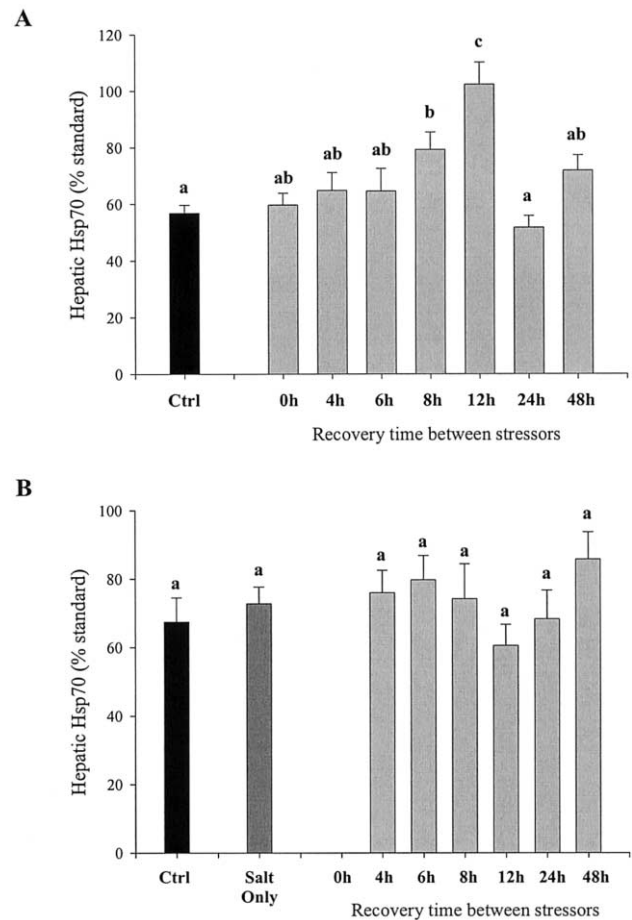 A
Hepatic Hsp70 (% standard)
120
100
80
60
40
20
0
a
ab
ab
ab
b
c
a
ab
Ctrl
0h 4h 6h 8h 12h 24h 48h
Recovery time between stressors
B
Hepatic Hsp70 (% standard)
100
80
60
40
20
0
a
a
a
a
a
a
a
a
Ctrl
Salt
Only
0h 4h 6h 8h 12h 24h 48h
Recovery time between stressors